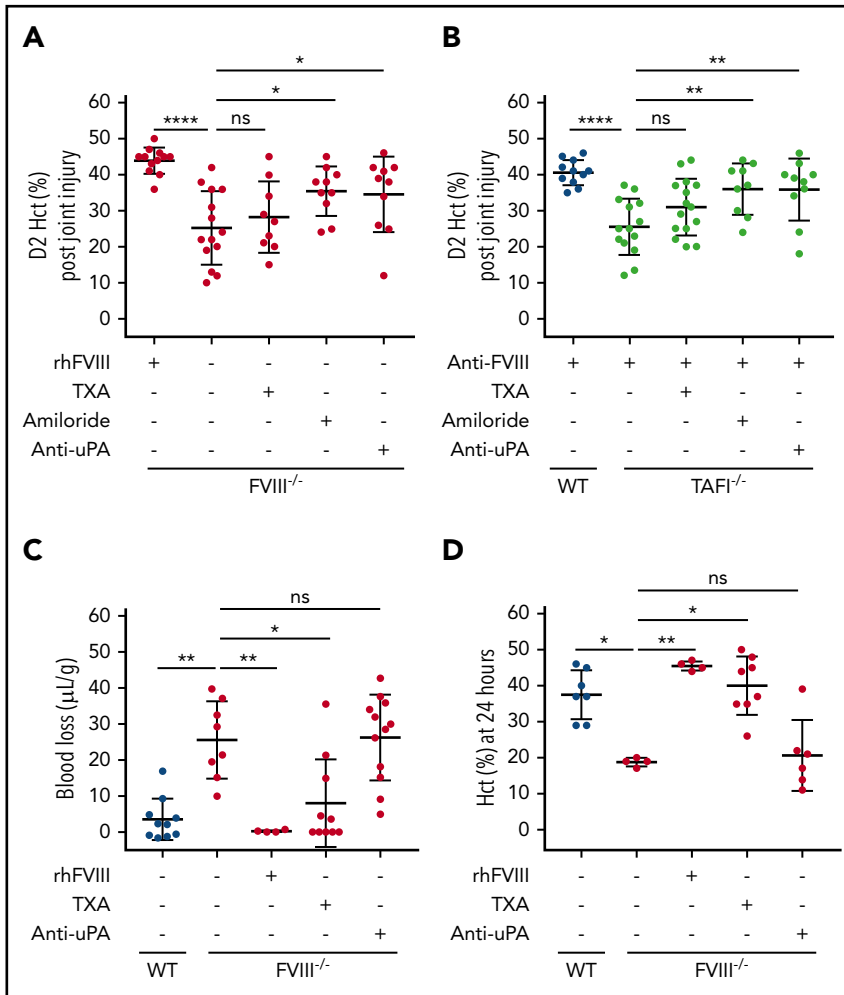 A
*
*
**** ns
60
50
40
30
20
10
0
D2 Hct (%)
post joint injury
rhFVIII + - - - -
TXA - - + - -
Amiloride - - - + -
Anti-uPA - - - - +
FVIII-/-
B
**
**
**** ns
60
50
40
30
20
10
0
D2 Hct (%)
post joint injury
Anti-FVIII + + + + +
TXA - - + - -
Amiloride - - - + -
Anti-uPA - - - - +
WT TAFI-/-
C
ns
*
** **
60
50
40
30
20
10
0
Blood loss (µl/g)
rhFVIII - - + - -
TXA - - - + -
Anti-uPA - - - - +
WT FVIII-/-
D
ns
*
* **
60
50
40
30
20
10
0
Hct (%) at 24 hours
rhFVIII - - + - -
TXA - - - + -
Anti-uPA - - - - +
WT FVIII-/-